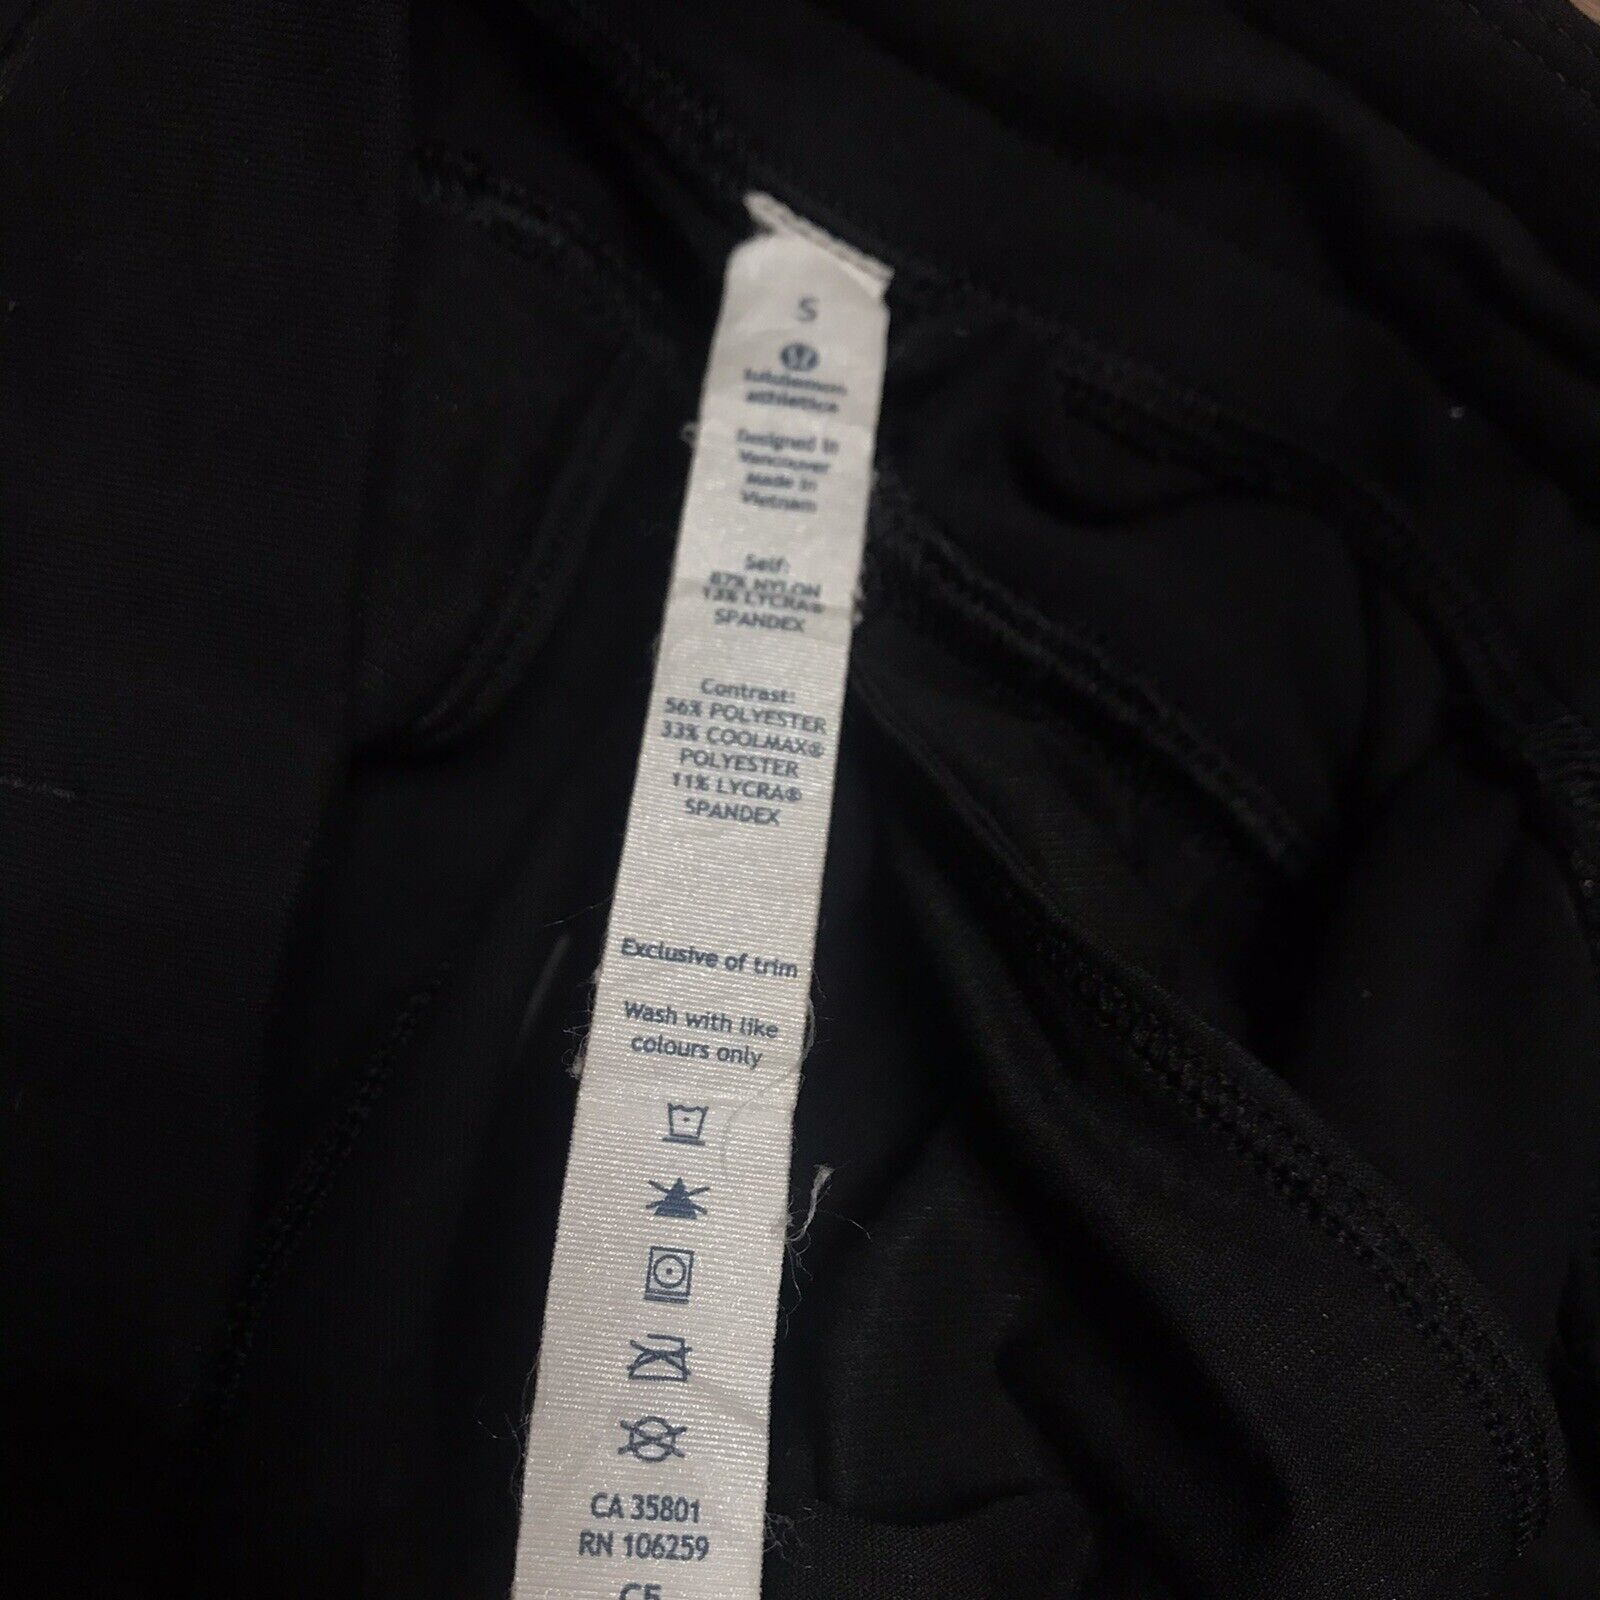 S
lululemon
athletica
Designed in
Vancouver
Made in
Vietnam
Self:
87% NYLON
13% LYCRA®
SPANDEX
Contrast:
56% POLYESTER
33% COOLMAX®
POLYESTER
11% LYCRA®
SPANDEX
Exclusive of trim
Wash with like
colours only
CA 35801
RN 106259